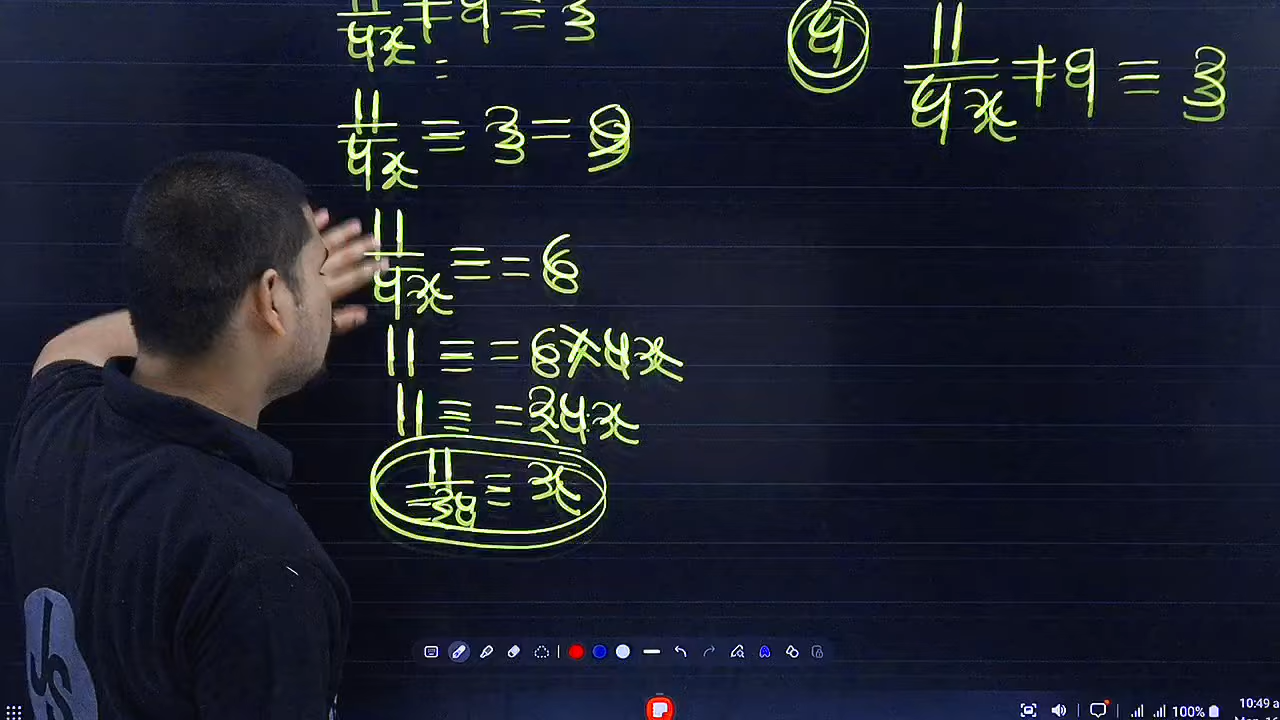 11/4x + 9 = 3
11/4x = 3 - 9
11/4x = -6
11 = -6 × 4x
11 = -24x
11/-24 = x
④ 11/4x + 9 = 3
JS
100%
10:49 a